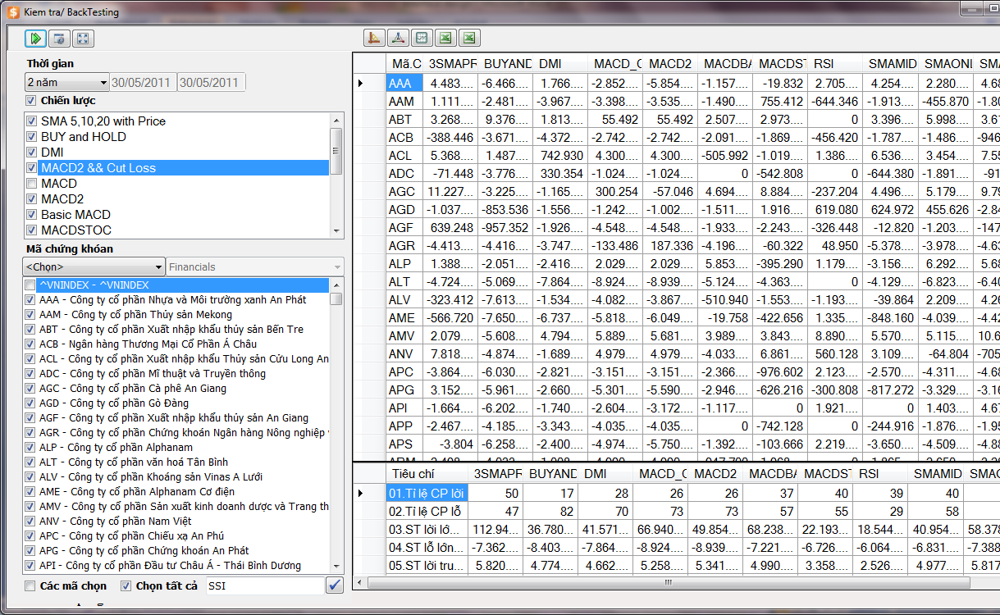 Kiem tra/ BackTesting
Thời gian
2 năm 30/05/2011 30/05/2011
Chiến lược
SMA 5,10,20 with Price
BUY and HOLD
DMI
MACD2 && Cut Loss
MACD
MACD2
Basic MACD
MACDSTOC
Mã chứng khoán
<Chọn> Financials
^VNINDEX - ^VNINDEX
AAA - Công ty cổ phần Nhựa và Môi trường xanh An Phát
AAM - Công ty cổ phần Thủy sản Mekong
ABT - Công ty cổ phần Xuất nhập khẩu thủy sản Bến Tre
ACB - Ngân hàng Thương Mại Cổ Phần Á Châu
ACL - Công ty cổ phần Xuất nhập khẩu Thủy sản Cửu Long An
ADC - Công ty cổ phần Mĩ thuật và Truyền thông
AGC - Công ty cổ phần Cà phê An Giang
AGD - Công ty cổ phần Gò Đàng
AGF - Công ty cổ phần Xuất nhập khẩu thủy sản An Giang
AGR - Công ty cổ phần Chứng khoán Ngân hàng Nông nghiệp
ALP - Công ty cổ phần Alphanam
ALT - Công ty cổ phần văn hoá Tân Bình
ALV - Công ty cổ phần Khoáng sản Vinas A Lưới
AME - Công ty cổ phần Alphanam Cơ điện
AMV - Công ty cổ phần Sản xuất kinh doanh dược và Trang th
ANV - Công ty cổ phần Nam Việt
APC - Công ty cổ phần Chiếu xạ An Phú
APG - Công ty cổ phần Chứng khoán An Phát
API - Công ty cổ phần Đầu tư Châu Á - Thái Bình Dương
Các mã chọn Chọn tất cả SSI
Mã.C 3SMAPR BUYAND DMI MACD_C MACD2 MACDBA MACDST RSI SMAMID SMAONL SMA
AAA 4.483.... -6.466.... 1.766.... -2.852.... -5.854.... -1.157.... -19.832 2.705.... 4.254.... 2.280.... 4.68
AAM 1.111.... -2.481.... -3.967.... -3.398.... -3.535.... -1.490.... 755.412 -644.346 -1.913.... -455.870 -1.80
ABT 3.268.... 9.376.... 1.813.... 55.492 55.492 2.507.... 2.973.... 0 3.396.... 5.998.... 3.67
ACB -388.446 -3.671.... -4.372.... -2.742.... -2.742.... -2.091.... -1.869.... -456.420 -1.787.... -1.486.... -946
ACL 5.368.... 1.487.... 742.930 4.300.... 4.300.... -505.992 -1.019.... 1.386.... 6.536.... 3.454.... 7.55
ADC -71.448 -3.776.... 330.354 -1.024.... -1.024.... 0 -542.808 0 -644.380 -1.891.... -91
AGC 11.227.... -3.225.... -1.165.... 300.254 -57.046 4.694.... 8.884.... -237.204 4.496.... 5.179.... 9.79
AGD -1.037.... -853.536 -1.556.... -1.242.... -1.002.... -1.511.... 1.916.... 619.080 624.972 455.626 -2.84
AGF 639.248 -957.352 -1.926.... -4.548.... -4.548.... -1.933.... -2.243.... -326.448 -12.820 -1.203.... -147
AGR -4.413.... -4.416.... -3.747.... -133.486 187.336 -4.196.... -60.322 48.950 -5.378.... -3.978.... -4.63
ALP 1.388.... -2.051.... -2.416.... 2.029.... 2.029.... 5.853.... -395.290 1.179.... -3.156.... 6.292.... 5.68
ALT -4.724.... -5.069.... -7.864.... -8.924.... -8.939.... -5.124.... -4.363.... 0 -4.129.... -6.823.... -6.40
ALV -323.412 -7.613.... -1.534.... -4.082.... -3.867.... -510.940 -1.553.... -1.193.... -39.864 2.209.... 4.26
AME -566.720 -7.650.... -6.737.... -5.818.... -6.049.... -19.758 -422.656 1.335.... -848.160 -4.039.... -4.42
AMV 2.079.... -5.608.... 4.794.... 5.889.... 5.681.... 3.989.... 3.843.... 8.890.... 5.570.... 5.115.... 10.6
ANV 7.818.... -4.874.... -1.689.... 4.979.... 4.979.... -4.033.... 6.861.... 560.128 3.109.... -64.804 -705
APC -3.864.... -6.030.... -2.821.... -3.151.... -3.151.... -2.366.... -976.602 2.123.... -2.570.... -4.311.... -4.68
APG 3.152.... -5.961.... -2.660.... -5.301.... -5.590.... -2.946.... -626.216 -300.808 -817.272 -3.329.... -3.16
API -1.664.... -6.202.... -1.740.... -2.604.... -3.172.... -1.117.... 0 1.921.... 0 1.403.... 4.67
APP -2.467.... -4.185.... -3.343.... -4.035.... -4.035.... 0 -742.128 0 -244.916 -1.876.... -1.95
APS -3.804 -6.258.... -2.400.... -4.974.... -5.750.... -1.392.... -103.666 2.219.... -3.650.... -4.509.... -4.88
Tiêu chí 3SMAPR BUYAND DMI MACD_C MACD2 MACDBA MACDST RSI SMAMID SMAO
01.Tỉ lệ CP lời 50 17 28 26 26 37 40 39 40
02.Tỉ lệ CP lỗ 47 82 70 73 73 57 55 29 58
03.ST lời lớ... 112.94... 36.780.... 41.571.... 66.940.... 49.854.... 68.238.... 22.193.... 18.544.... 40.954.... 58.378
04.ST lỗ lớn... -7.362.... -8.403.... -7.864.... -8.924.... -8.939.... -7.221.... -6.726.... -6.064.... -6.831.... -7.388
05.ST lời tru... 5.820.... 4.774.... 4.662.... 5.258.... 5.341.... 4.990.... 3.358.... 2.526.... 4.977.... 5.817